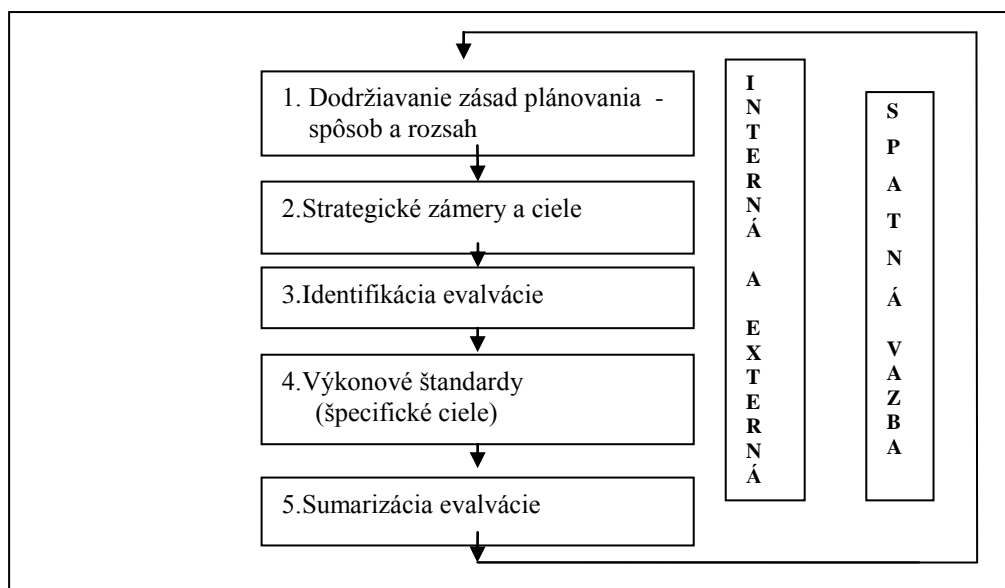 1. Dodržiavanie zásad plánovania -
spôsob a rozsah
2.Strategické zámery a ciele
3.Identifikácia evalvácie
4.Výkonové štandardy
(špecifické ciele)
5.Sumarizácia evalvácie
INTERNÁ A EXTERNÁ
SPATNÁ VAZBA